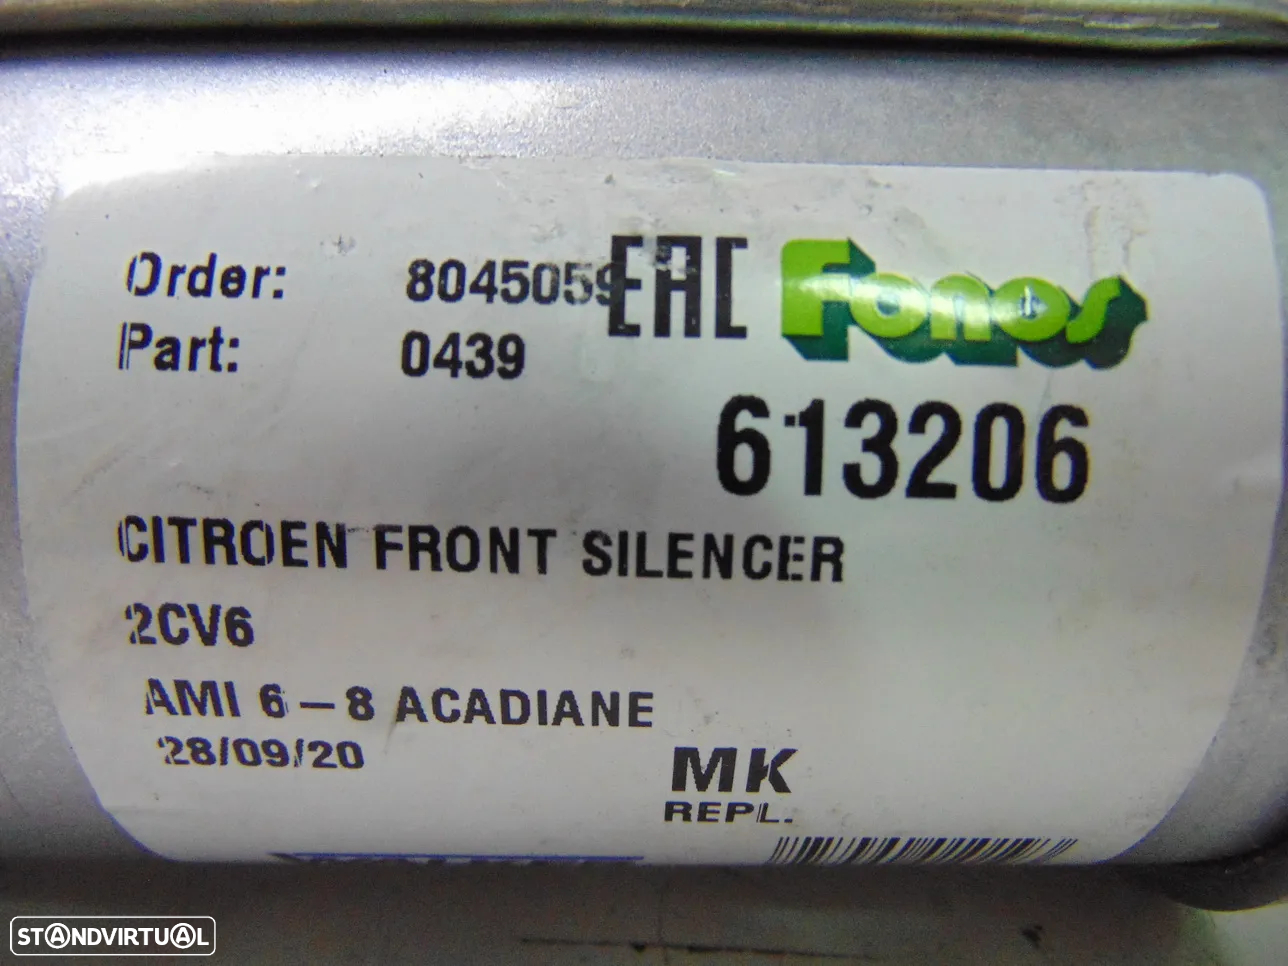 Order: 8045059 EAC Fonos
Part: 0439
613206
CITROEN FRONT SILENCER
2CV6
AMI 6 – 8 ACADIANE
28/09/20
MK
REPL.
STANDVIRTUAL